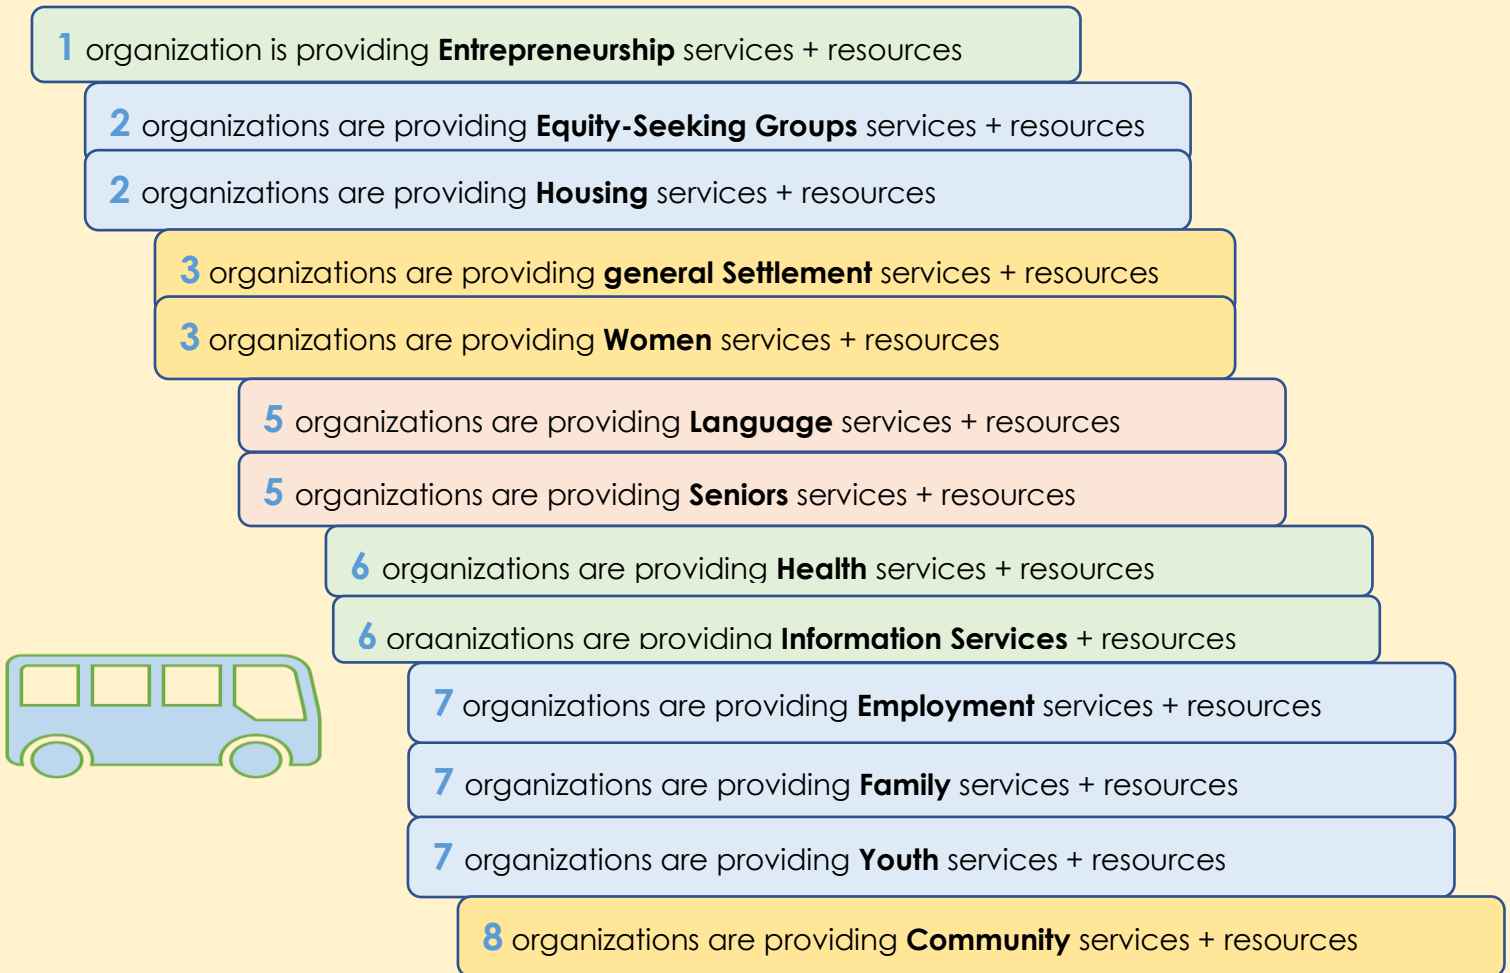 1 organization is providing Entrepreneurship services + resources
2 organizations are providing Equity-Seeking Groups services + resources
2 organizations are providing Housing services + resources
3 organizations are providing general Settlement services + resources
3 organizations are providing Women services + resources
5 organizations are providing Language services + resources
5 organizations are providing Seniors services + resources
6 organizations are providing Health services + resources
6 organizations are providing Information Services + resources
7 organizations are providing Employment services + resources
7 organizations are providing Family services + resources
7 organizations are providing Youth services + resources
8 organizations are providing Community services + resources